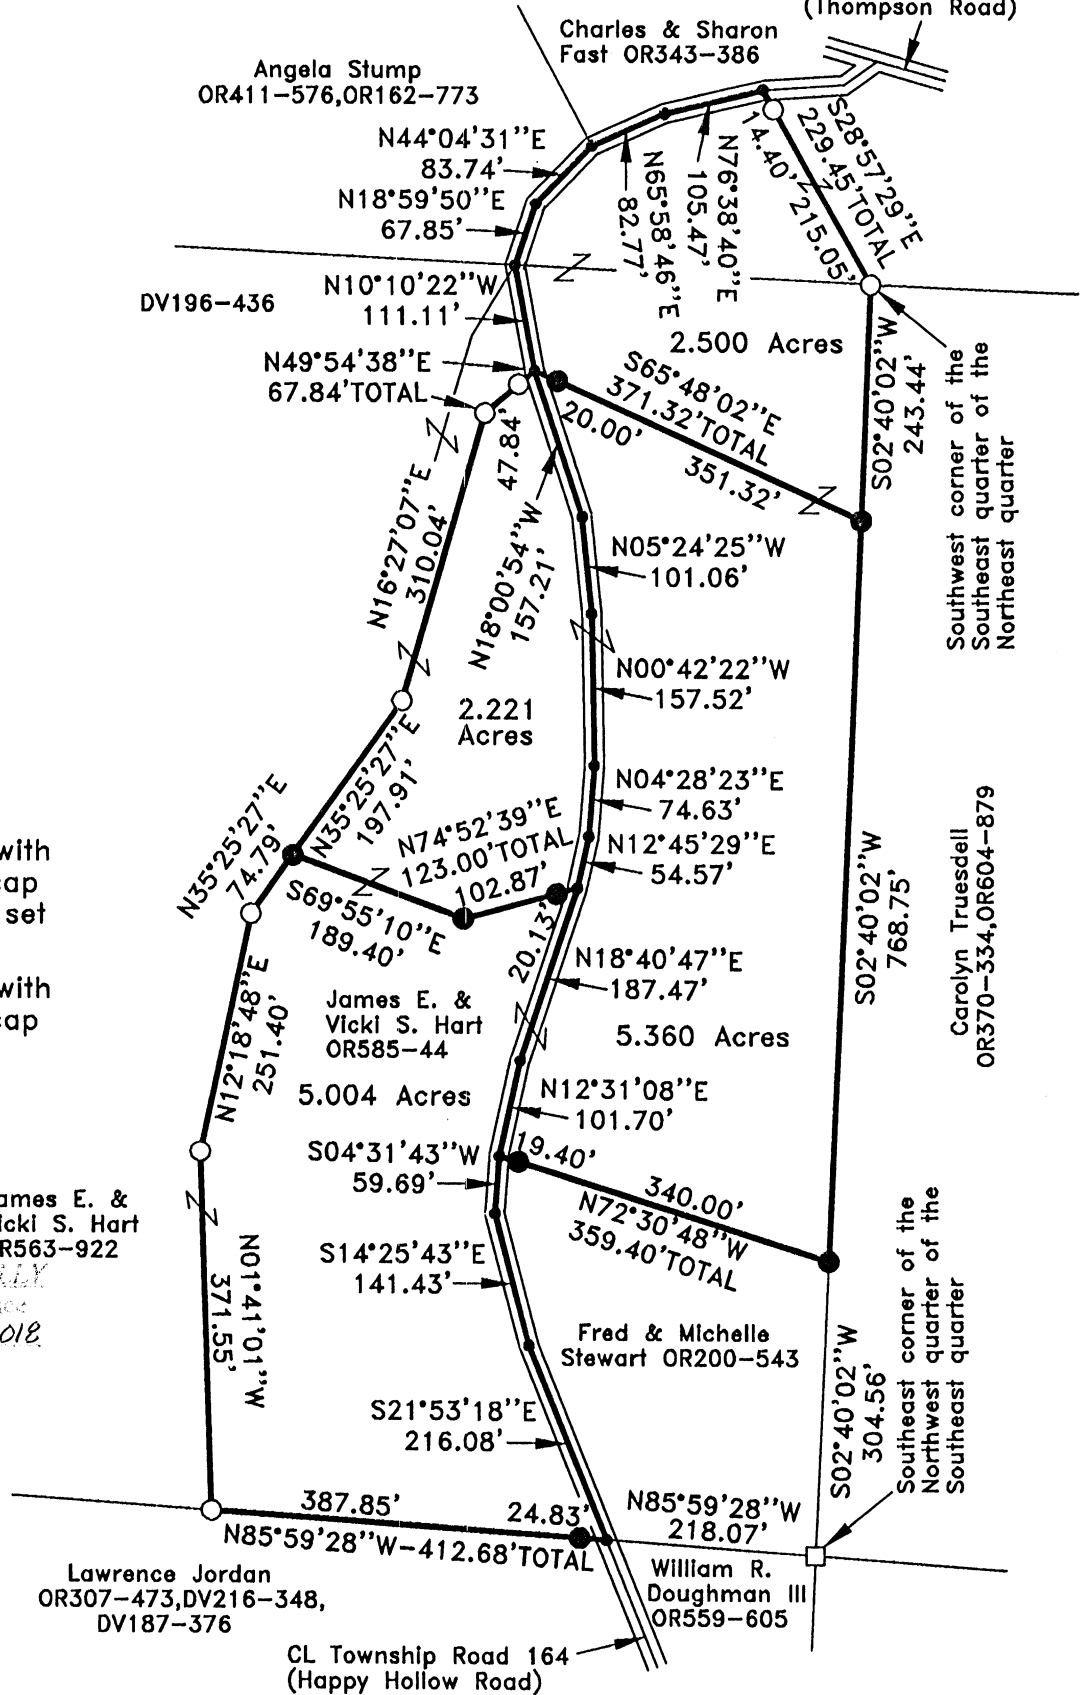 (Thompson Road)
Charles & Sharon
Fast OR343-386
Angela Stump
OR411-576,OR162-773
N44°04'31"E
83.74'
N18°59'50"E
67.85'
N65°58'46"E
82.77'
N76°38'40"E
105.47'
S28°57'29"E
229.45'TOTAL
14.40'
215.05'
DV196-436
N10°10'22"W
111.11'
N49°54'38"E
67.84'TOTAL
47.84'
2.500 Acres
S65°48'02"E
371.32'TOTAL
20.00'
351.32'
S02°40'02"W
243.44'
Southwest corner of the
Southeast quarter of the
Northeast quarter
N16°27'07"E
310.04'
N18°00'54"W
157.21'
N05°24'25"W
101.06'
N00°42'22"W
157.52'
2.221
Acres
N04°28'23"E
74.63'
N12°45'29"E
54.57'
N35°25'27"E
197.91'
N35°25'27"E
74.79'
N74°52'39"E
123.00'TOTAL
102.87'
20.13'
S69°55'10"E
189.40'
with
cap
set
with
cap
S02°40'02"W
768.75'
Carolyn Truesdell
OR370-334,OR604-879
N18°40'47"E
187.47'
James E. &
Vicki S. Hart
OR585-44
5.004 Acres
5.360 Acres
N12°18'48"E
251.40'
N12°31'08"E
101.70'
S04°31'43"W
59.69'
19.40'
340.00'
N72°30'48"W
359.40'TOTAL
ames E. &
icki S. Hart
R563-922
018
N01°41'01"W
371.55'
S14°25'43"E
141.43'
Fred & Michelle
Stewart OR200-543
S02°40'02"W
304.56'
Southeast corner of the
Northwest quarter of the
Southeast quarter
S21°53'18"E
216.08'
387.85'
24.83'
N85°59'28"W-412.68'TOTAL
N85°59'28"W
218.07'
Lawrence Jordan
OR307-473,DV216-348,
DV187-376
William R.
Doughman III
OR559-605
CL Township Road 164
(Happy Hollow Road)